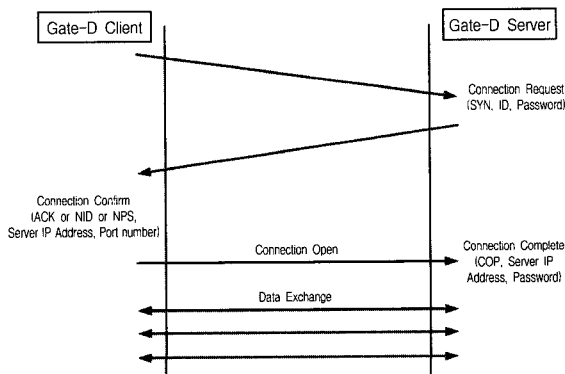 Gate-D Client
Gate-D Server
Connection Request
(SYN, ID, Password)
Connection Confirm
(ACK or NID or NPS,
Server IP Address, Port number)
Connection Open
Connection Complete
(COP, Server IP
Address, Password)
Data Exchange